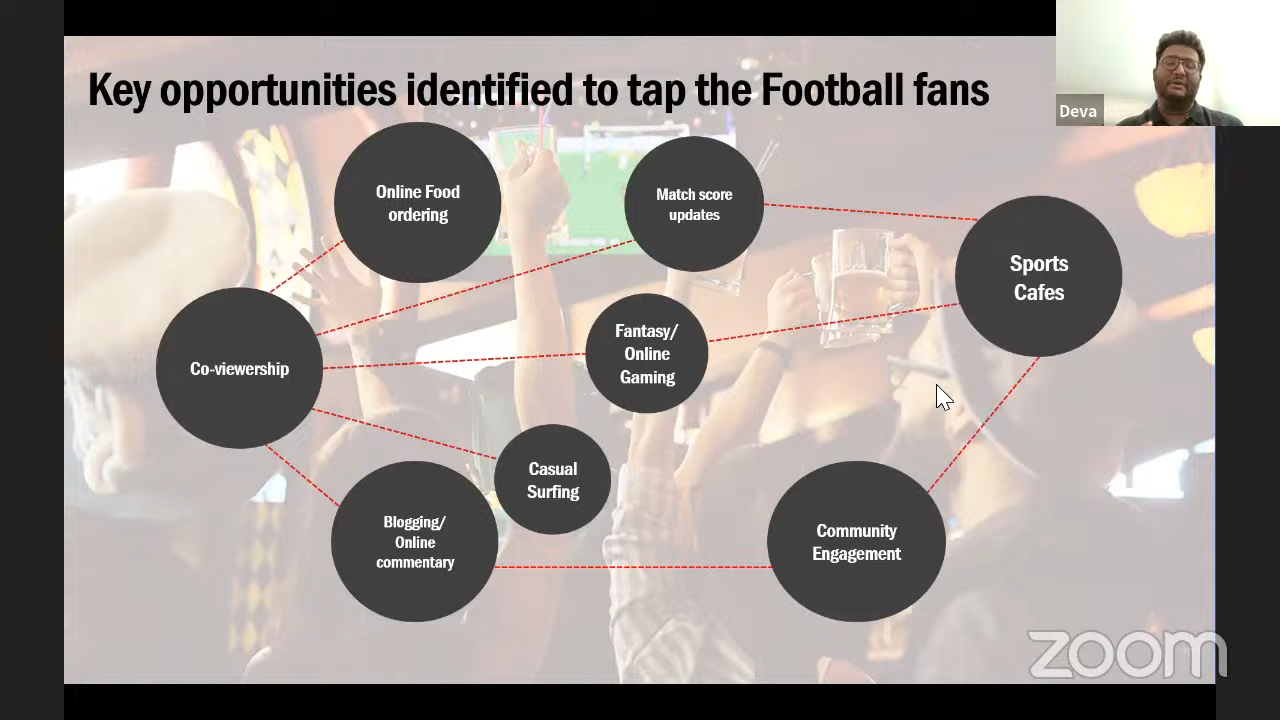 Key opportunities identified to tap the Football fans
Deva
Online Food
ordering
Match score
updates
Sports
Cafes
Fantasy/
Online
Gaming
Co-viewership
Casual
Surfing
Blogging/
Online
commentary
Community
Engagement
zoom